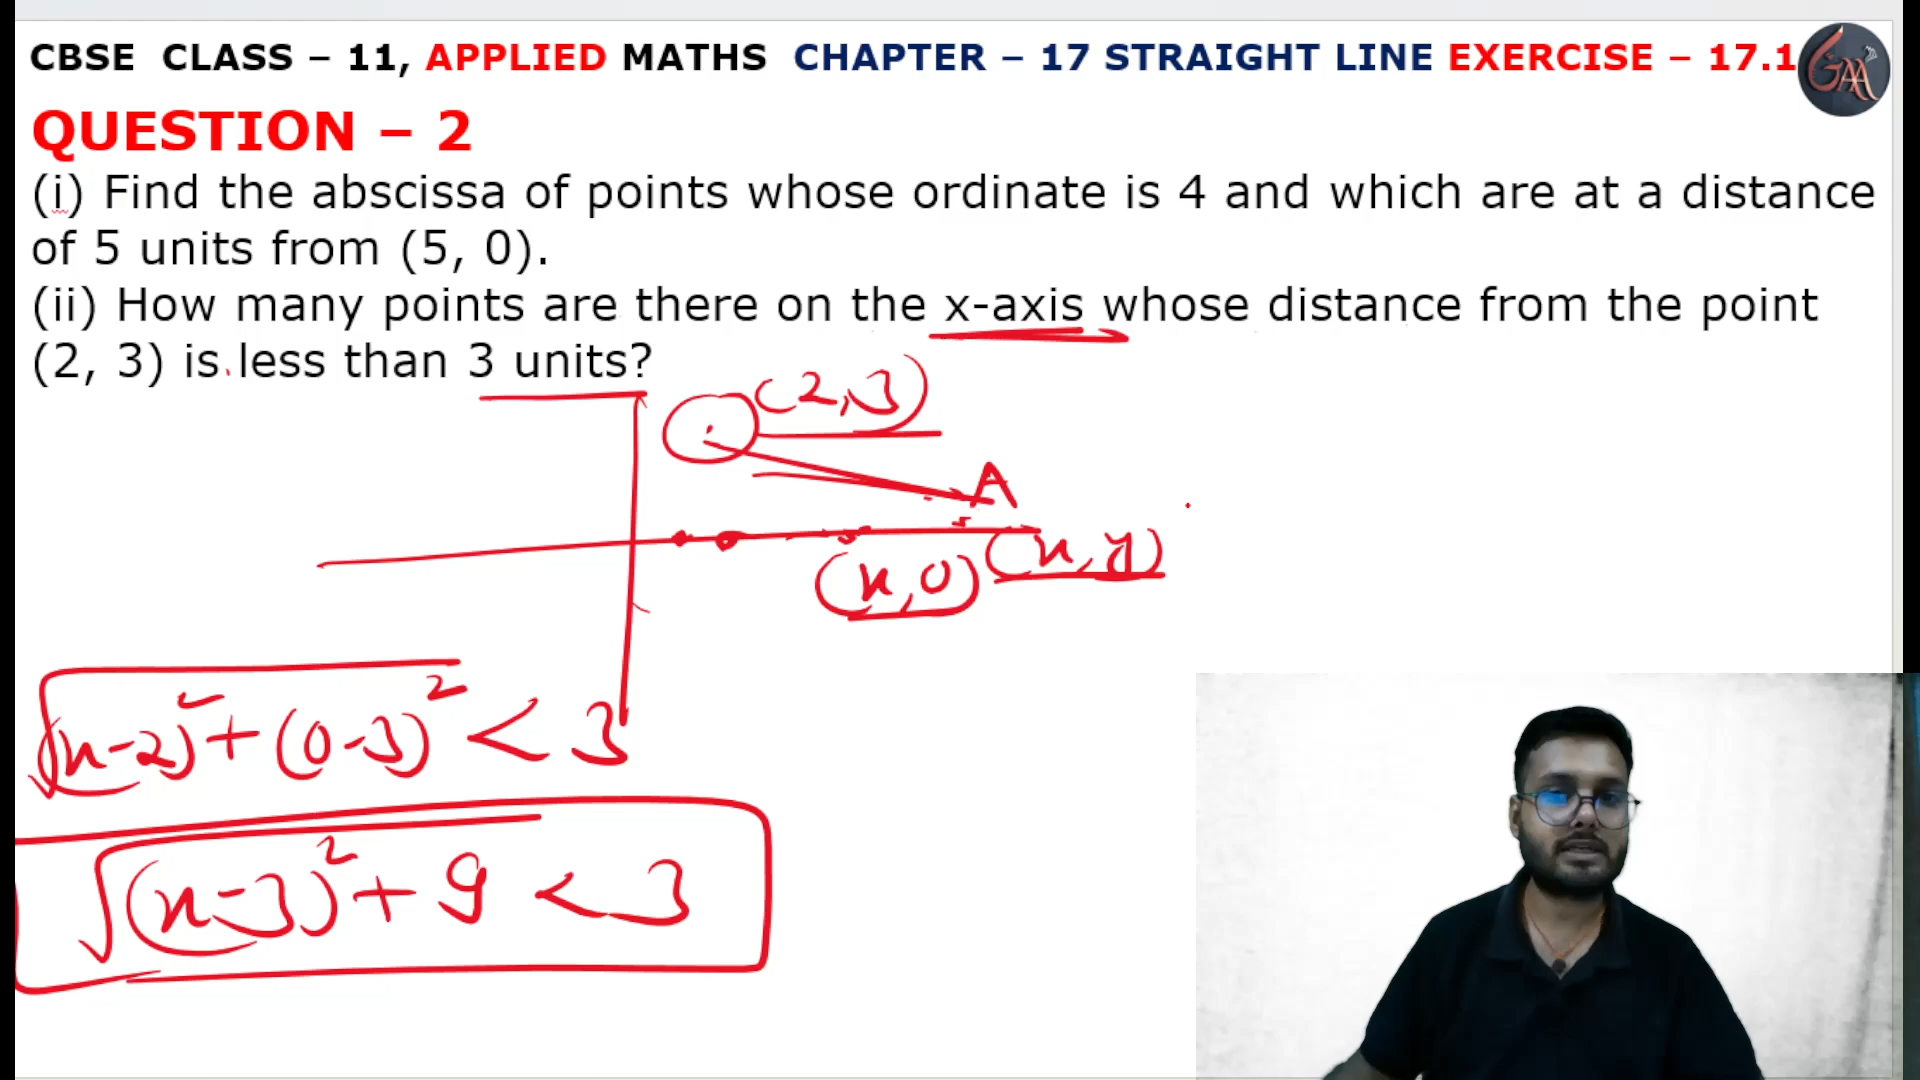 CBSE CLASS – 11, APPLIED MATHS CHAPTER – 17 STRAIGHT LINE EXERCISE – 17.1
GAA
QUESTION – 2
(i) Find the abscissa of points whose ordinate is 4 and which are at a distance
of 5 units from (5, 0).
(ii) How many points are there on the x-axis whose distance from the point
(2, 3) is less than 3 units?
(2,3)
A
(x,0) (x,y)
√(x-2)² + (0-3)² < 3
√(x-3)² + 9 < 3